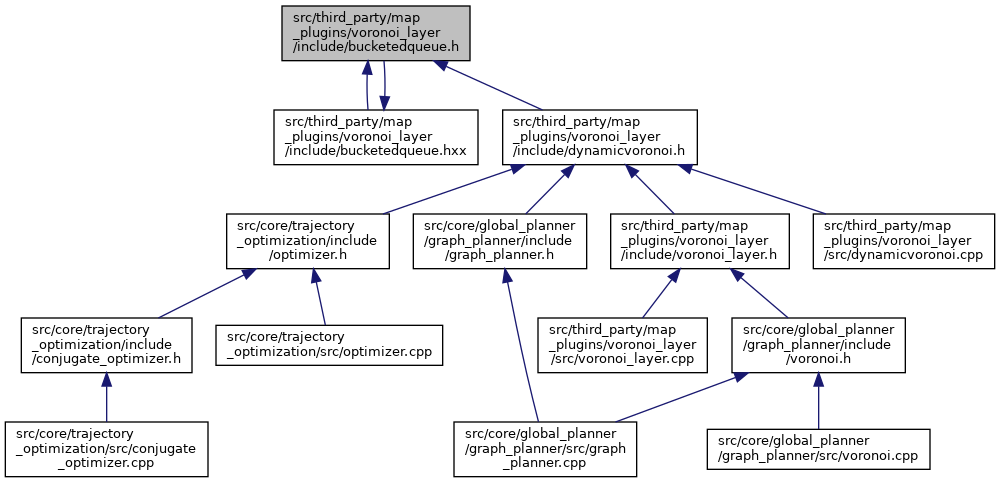 src/third_party/map
_plugins/voronoi_layer
/include/bucketedqueue.h
src/third_party/map
_plugins/voronoi_layer
/include/bucketedqueue.hxx
src/third_party/map
_plugins/voronoi_layer
/include/dynamicvoronoi.h
src/core/trajectory
_optimization/include
/optimizer.h
src/core/global_planner
/graph_planner/include
/graph_planner.h
src/third_party/map
_plugins/voronoi_layer
/include/voronoi_layer.h
src/third_party/map
_plugins/voronoi_layer
/src/dynamicvoronoi.cpp
src/core/trajectory
_optimization/include
/conjugate_optimizer.h
src/core/trajectory
_optimization/src/optimizer.cpp
src/third_party/map
_plugins/voronoi_layer
/src/voronoi_layer.cpp
src/core/global_planner
/graph_planner/include
/voronoi.h
src/core/trajectory
_optimization/src/conjugate
_optimizer.cpp
src/core/global_planner
/graph_planner/src/graph
_planner.cpp
src/core/global_planner
/graph_planner/src/voronoi.cpp